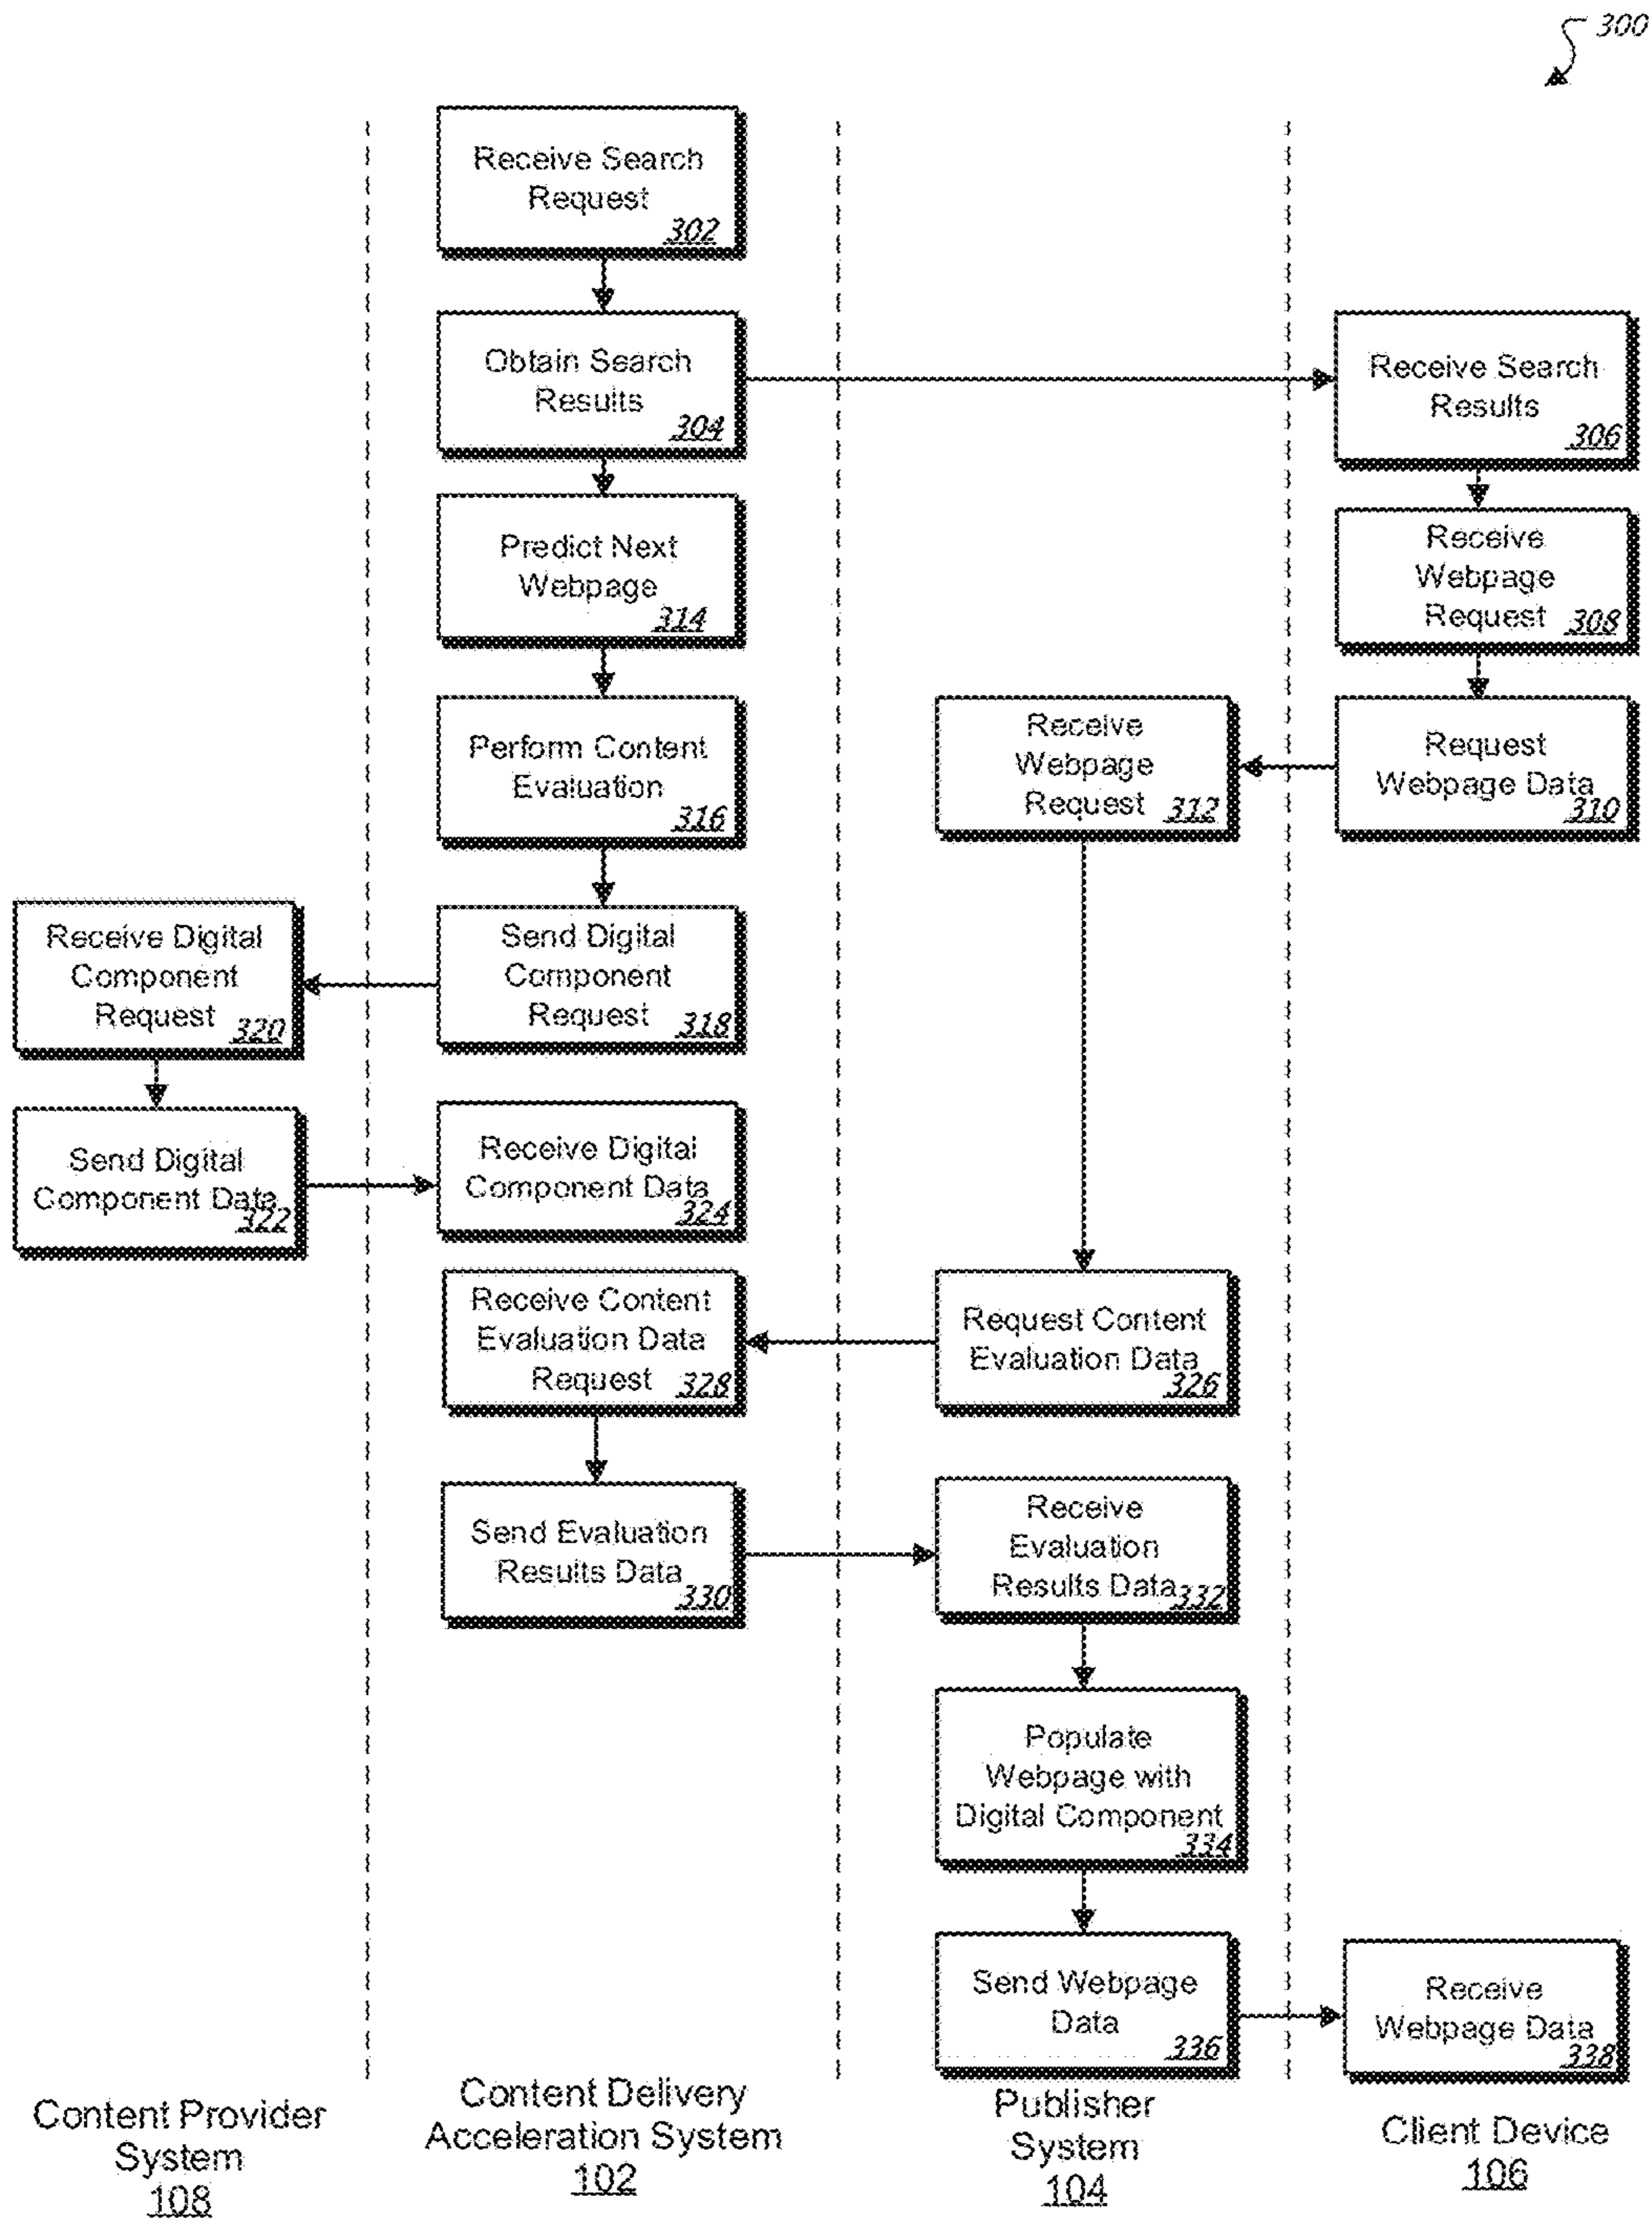 300
Receive Search
Request
302
Obtain Search
Results
304
Receive Search
Results
306
Predict Next
Webpage
314
Receive
Webpage
Request
308
Perform Content
Evaluation
316
Receive
Webpage
Request
312
Request
Webpage Data
310
Receive Digital
Component
Request
320
Send Digital
Component
Request
318
Send Digital
Component Data
322
Receive Digital
Component Data
324
Receive Content
Evaluation Data
Request
328
Request Content
Evaluation Data
326
Send Evaluation
Results Data
330
Receive
Evaluation
Results Data
332
Populate
Webpage with
Digital Component
334
Send Webpage
Data
336
Receive
Webpage Data
338
Content Provider
System
108
Content Delivery
Acceleration System
102
Publisher
System
104
Client Device
106